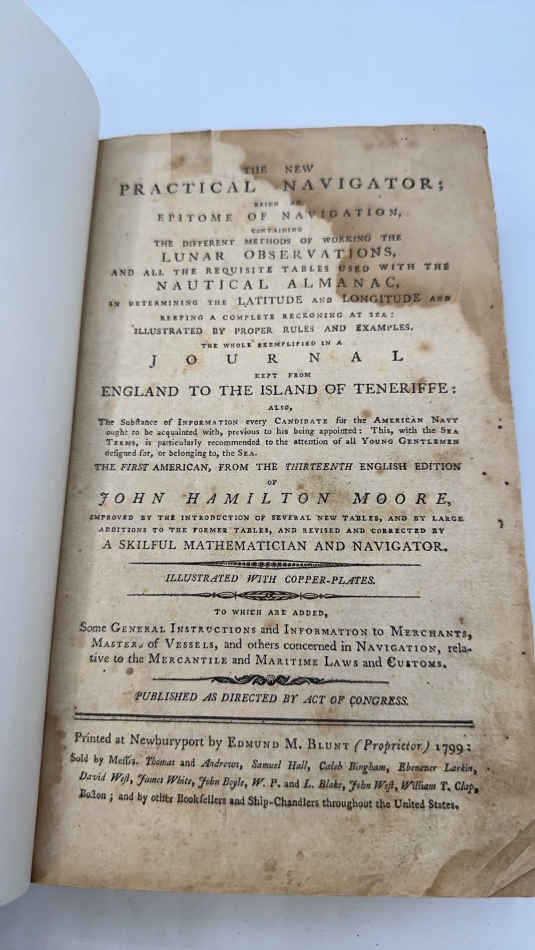 THE NEW
PRACTICAL NAVIGATOR;
BEING AN
EPITOME OF NAVIGATION,
CONTAINING
THE DIFFERENT METHODS OF WORKING THE
LUNAR OBSERVATIONS,
AND ALL THE REQUISITE TABLES USED WITH THE
NAUTICAL ALMANAC,
IN DETERMINING THE LATITUDE AND LONGITUDE AND
KEEPING A COMPLETE RECKONING AT SEA:
ILLUSTRATED BY PROPER RULES AND EXAMPLES.
THE WHOLE EXEMPLIFIED IN A
JOURNAL
KEPT FROM
ENGLAND TO THE ISLAND OF TENERIFFE:
ALSO,
The Subſtance of INFORMATION every CANDIDATE for the AMERICAN NAVY
ought to be acquainted with, previous to his being appointed: This, with the SEA
TERMS, is particularly recommended to the attention of all YOUNG GENTLEMEN
deſigned for, or belonging to, the SEA.
THE FIRST AMERICAN, FROM THE THIRTEENTH ENGLISH EDITION
OF
JOHN HAMILTON MOORE,
IMPROVED BY THE INTRODUCTION OF SEVERAL NEW TABLES, AND BY LARGE
ADDITIONS TO THE FORMER TABLES, AND REVISED AND CORRECTED BY
A SKILFUL MATHEMATICIAN AND NAVIGATOR.
ILLUSTRATED WITH COPPER-PLATES.
TO WHICH ARE ADDED,
Some GENERAL INSTRUCTIONS and INFORMATION to MERCHANTS,
MASTERS of VESSELS, and others concerned in NAVIGATION, rela-
tive to the MERCANTILE and MARITIME LAWS and CUSTOMS.
PUBLISHED AS DIRECTED BY ACT OF CONGRESS.
Printed at Newburyport by EDMUND M. BLUNT (Proprietor) 1799:
Sold by Meſſrs. Thomas and Andrews, Samuel Hall, Caleb Bingham, Ebenezer Larkin,
David Weſt, James White, John Boyle, W. P. and L. Blake, John Weſt, William T. Clap,
Boſton; and by other Bookſellers and Ship-Chandlers throughout the United States.